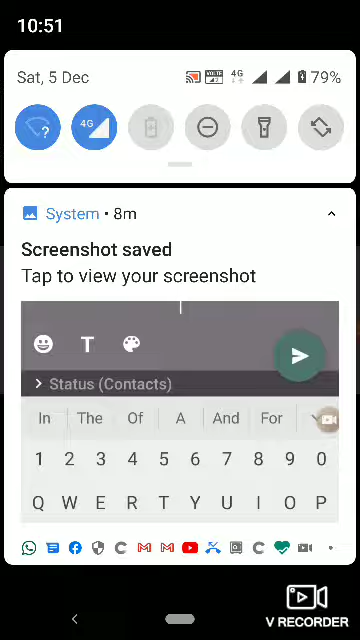 10:51
Sat, 5 Dec VoLTE 4G 79%
4G
System • 8m
Screenshot saved
Tap to view your screenshot
T
> Status (Contacts)
In The Of A And For
1 2 3 4 5 6 7 8 9 0
Q W E R T Y U I O P
V RECORDER